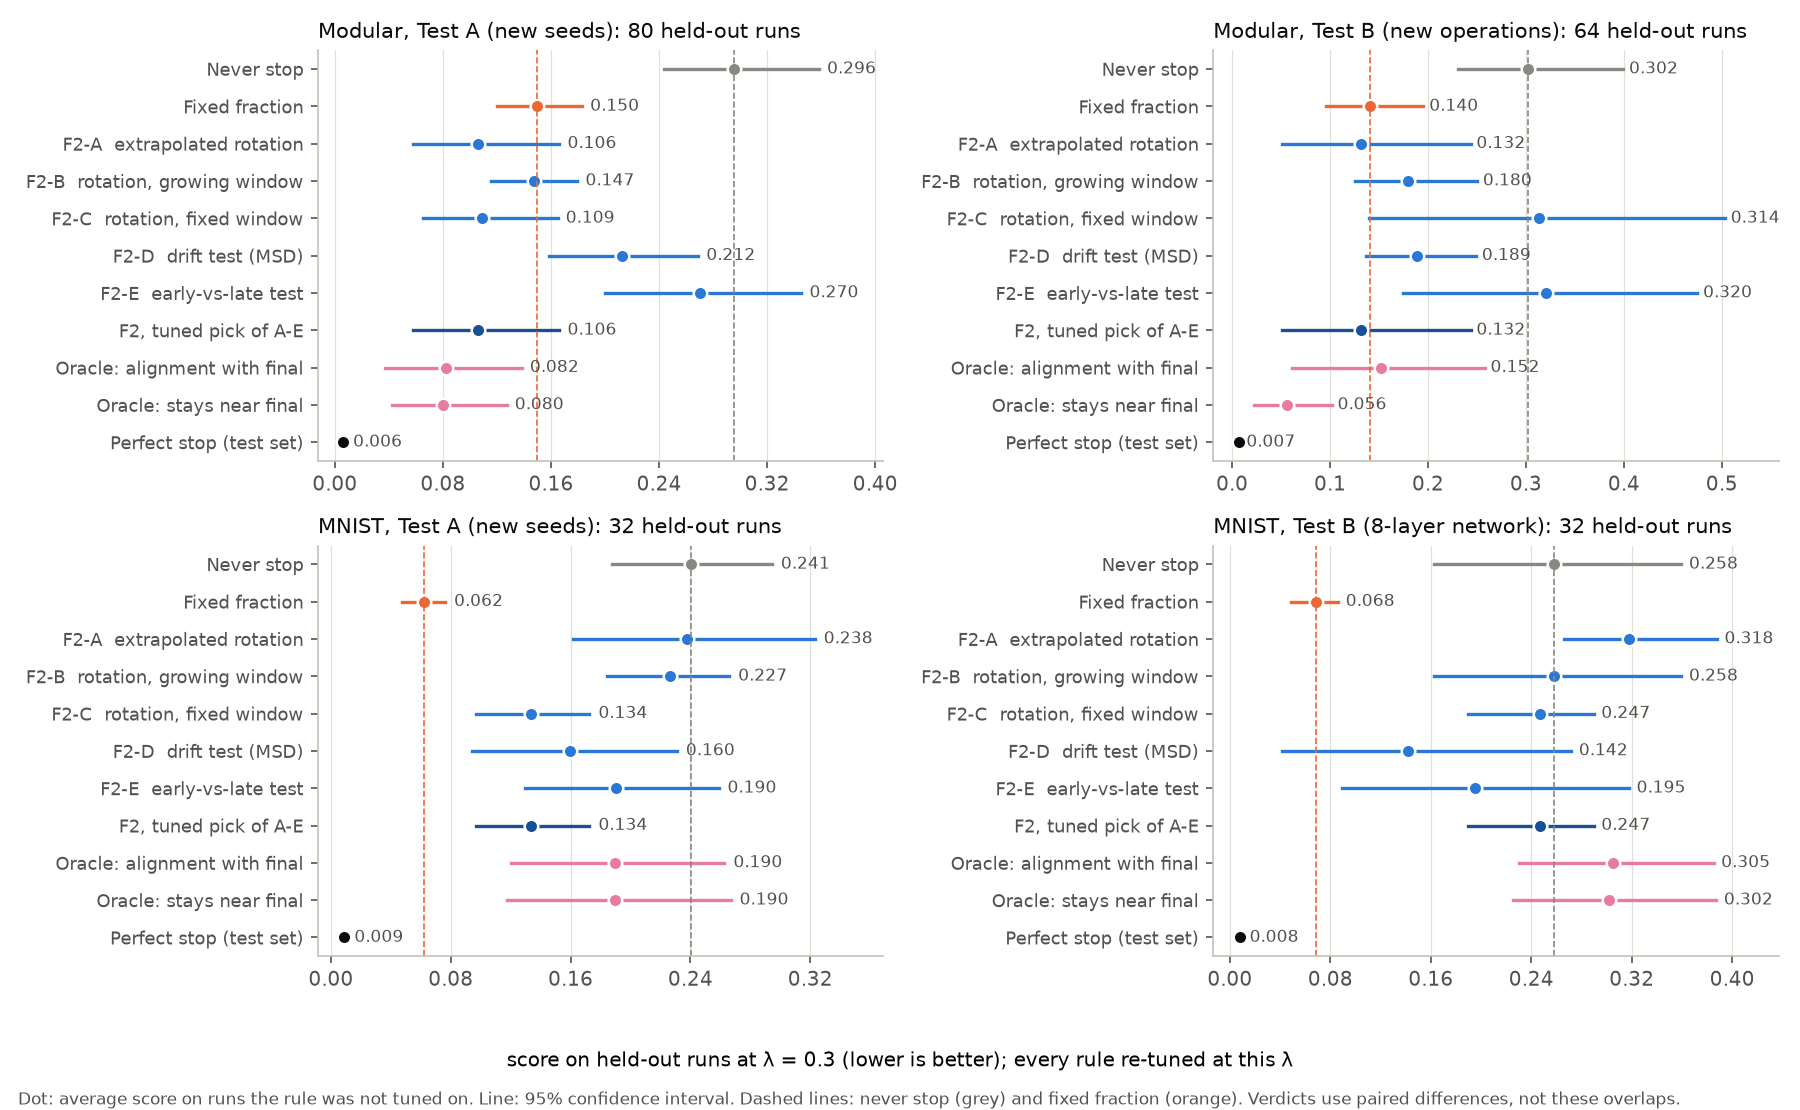 Modular, Test A (new seeds): 80 held-out runs
Never stop 0.296
Fixed fraction 0.150
F2-A extrapolated rotation 0.106
F2-B rotation, growing window 0.147
F2-C rotation, fixed window 0.109
F2-D drift test (MSD) 0.212
F2-E early-vs-late test 0.270
F2, tuned pick of A-E 0.106
Oracle: alignment with final 0.082
Oracle: stays near final 0.080
Perfect stop (test set) 0.006
0.00 0.08 0.16 0.24 0.32 0.40
Modular, Test B (new operations): 64 held-out runs
Never stop 0.302
Fixed fraction 0.140
F2-A extrapolated rotation 0.132
F2-B rotation, growing window 0.180
F2-C rotation, fixed window 0.314
F2-D drift test (MSD) 0.189
F2-E early-vs-late test 0.320
F2, tuned pick of A-E 0.132
Oracle: alignment with final 0.152
Oracle: stays near final 0.056
Perfect stop (test set) 0.007
0.0 0.1 0.2 0.3 0.4 0.5
MNIST, Test A (new seeds): 32 held-out runs
Never stop 0.241
Fixed fraction 0.062
F2-A extrapolated rotation 0.238
F2-B rotation, growing window 0.227
F2-C rotation, fixed window 0.134
F2-D drift test (MSD) 0.160
F2-E early-vs-late test 0.190
F2, tuned pick of A-E 0.134
Oracle: alignment with final 0.190
Oracle: stays near final 0.190
Perfect stop (test set) 0.009
0.00 0.08 0.16 0.24 0.32
MNIST, Test B (8-layer network): 32 held-out runs
Never stop 0.258
Fixed fraction 0.068
F2-A extrapolated rotation 0.318
F2-B rotation, growing window 0.258
F2-C rotation, fixed window 0.247
F2-D drift test (MSD) 0.142
F2-E early-vs-late test 0.195
F2, tuned pick of A-E 0.247
Oracle: alignment with final 0.305
Oracle: stays near final 0.302
Perfect stop (test set) 0.008
0.00 0.08 0.16 0.24 0.32 0.40
score on held-out runs at λ = 0.3 (lower is better); every rule re-tuned at this λ
Dot: average score on runs the rule was not tuned on. Line: 95% confidence interval. Dashed lines: never stop (grey) and fixed fraction (orange). Verdicts use paired differences, not these overlaps.